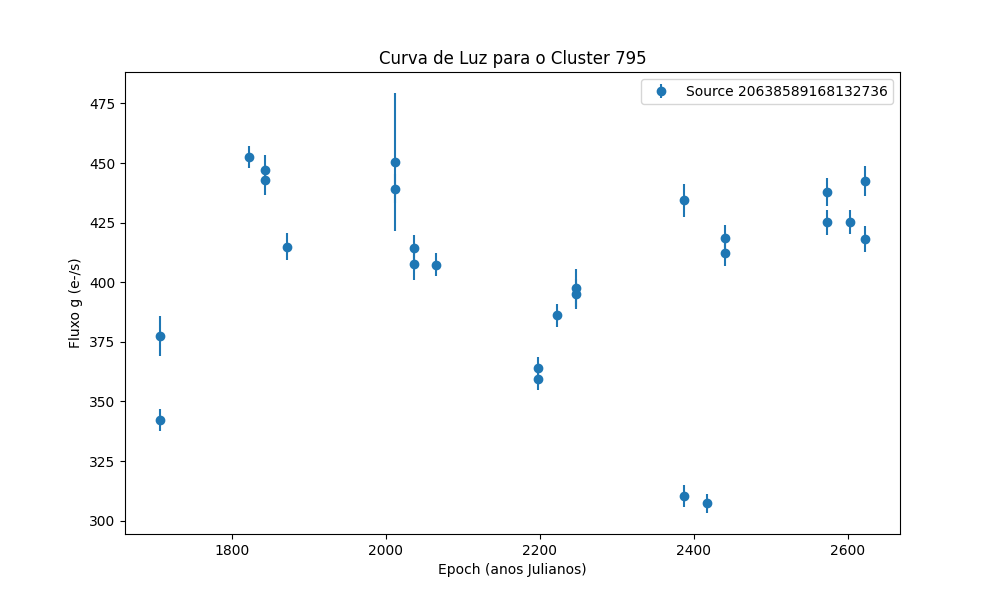 Curva de Luz para o Cluster 795
Source 20638589168132736
475
450
425
400
375
350
325
300
Fluxo g (e-/s)
1800 2000 2200 2400 2600
Epoch (anos Julianos)